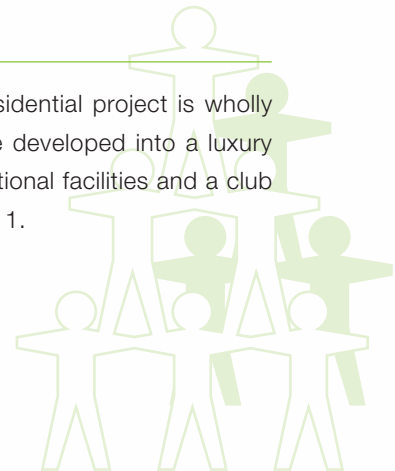 sidential project is wholly
e developed into a luxury
tional facilities and a club
1.